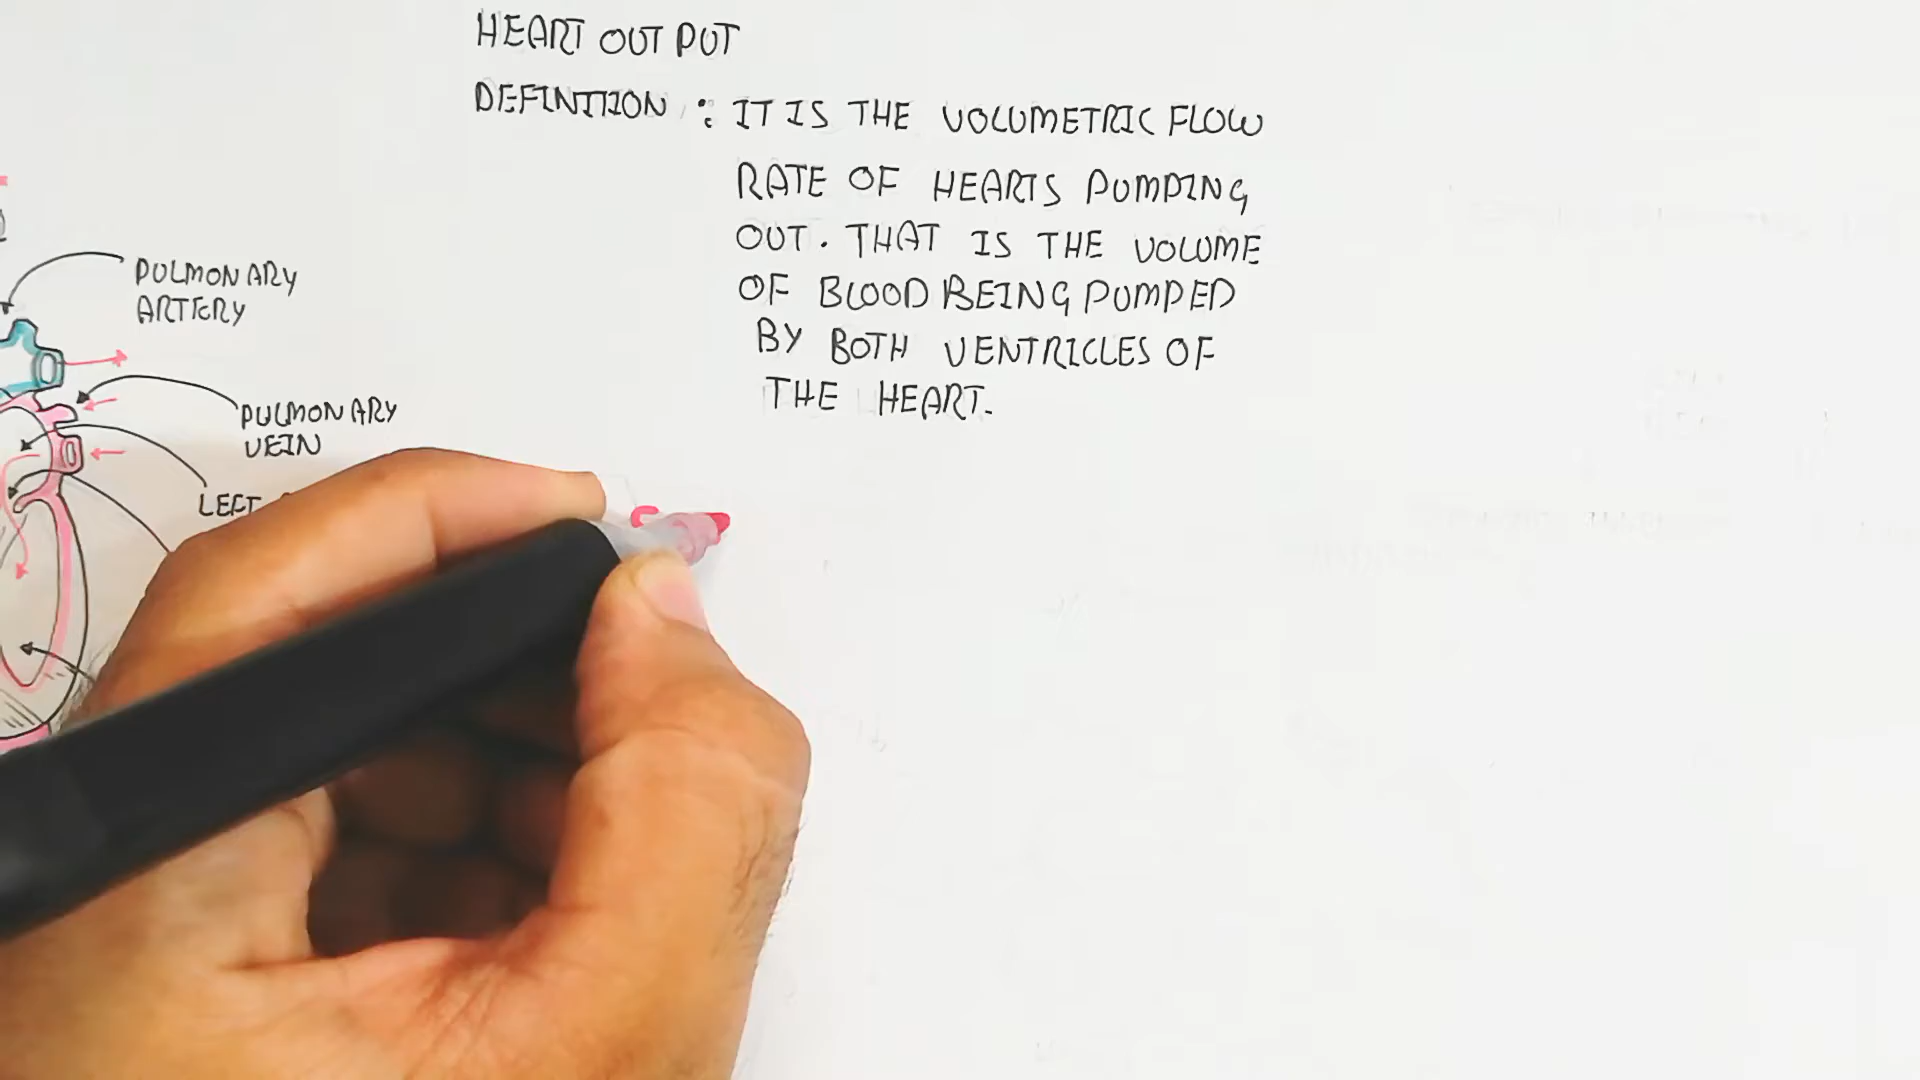 HEART OUT PUT
DEFINITION : IT IS THE VOLUMETRIC FLOW
RATE OF HEARTS PUMPING
OUT. THAT IS THE VOLUME
OF BLOOD BEING PUMPED
BY BOTH VENTRICLES OF
THE HEART.
PULMONARY
ARTERY
PULMONARY
VEIN
LEFT